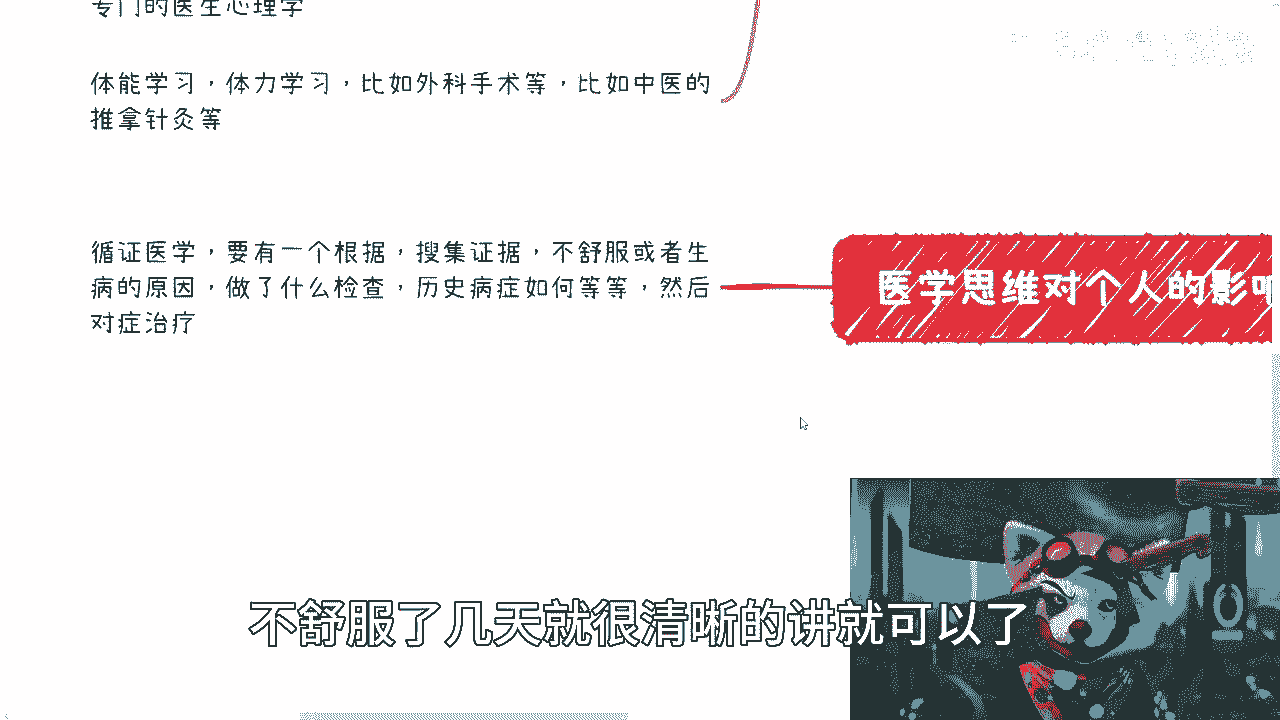 专门的医生心理学
体能学习，体力学习，比如外科手术等，比如中医的
推拿针灸等
循证医学，要有一个根据，搜集证据，不舒服或者生
病的原因，做了什么检查，历史病症如何等等，然后
对症治疗
医学思维对个人的影响
不舒服了几天就很清晰的讲就可以了